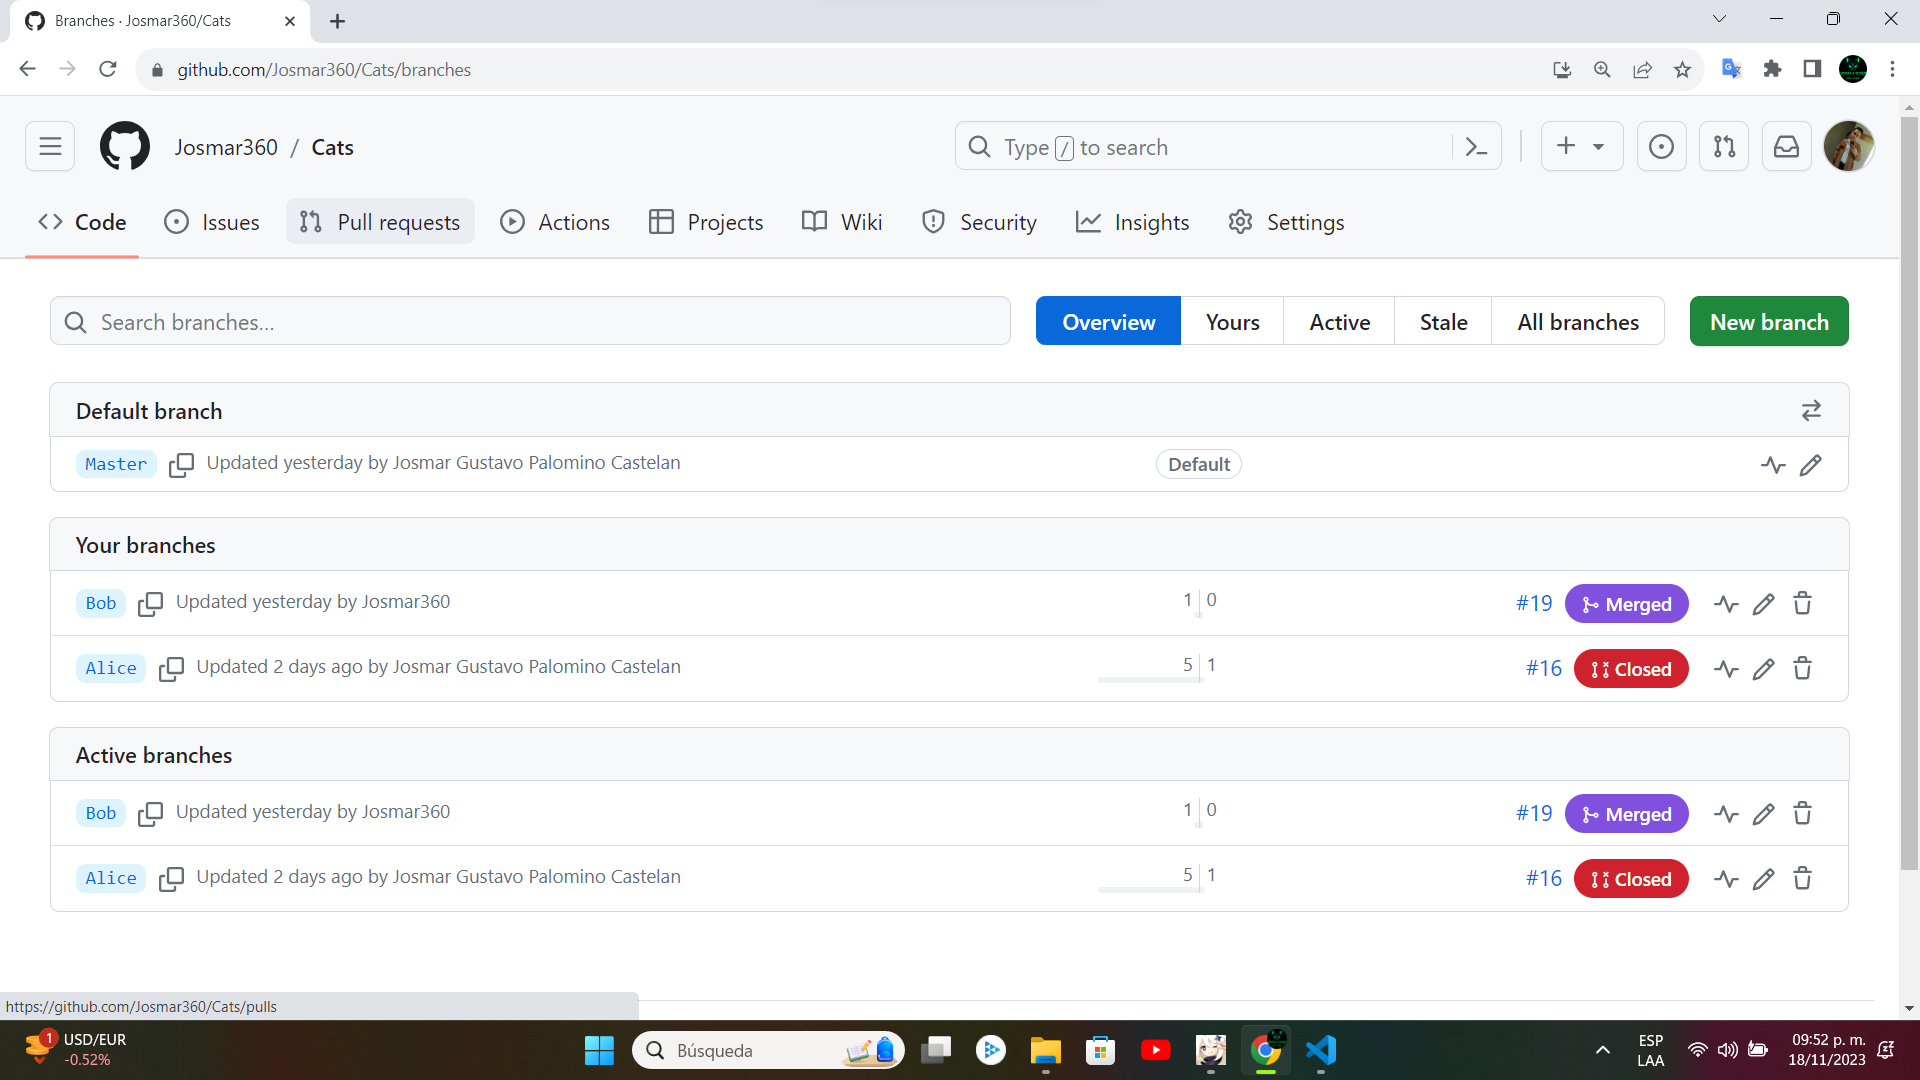 Branches · Josmar360/Cats
github.com/Josmar360/Cats/branches
Josmar360 / Cats
Type / to search
Code Issues Pull requests Actions Projects Wiki Security Insights Settings
Search branches...
Overview Yours Active Stale All branches New branch
Default branch
Master Updated yesterday by Josmar Gustavo Palomino Castelan Default
Your branches
Bob Updated yesterday by Josmar360 1 0 #19 Merged
Alice Updated 2 days ago by Josmar Gustavo Palomino Castelan 5 1 #16 Closed
Active branches
Bob Updated yesterday by Josmar360 1 0 #19 Merged
Alice Updated 2 days ago by Josmar Gustavo Palomino Castelan 5 1 #16 Closed
https://github.com/Josmar360/Cats/pulls
1 USD/EUR
-0.52%
Búsqueda
ESP
LAA
09:52 p. m.
18/11/2023